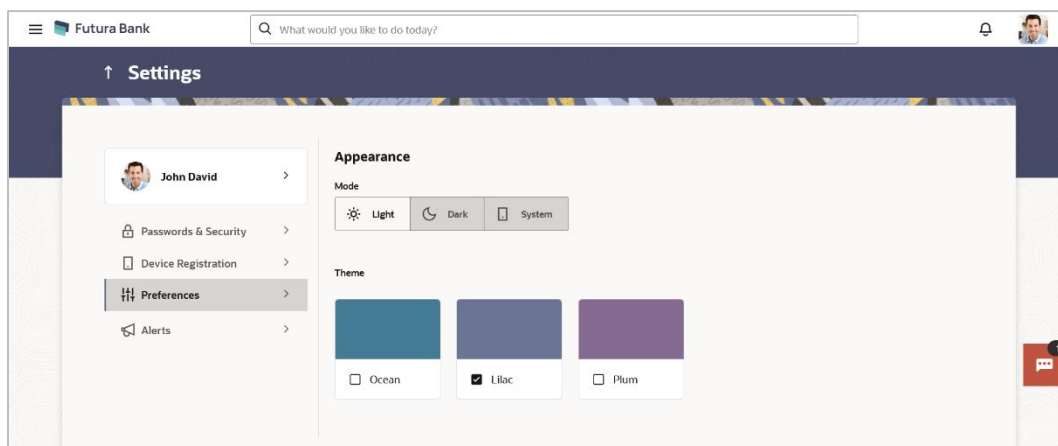 Futura Bank
What would you like to do today?
Settings
John David
Passwords & Security
Device Registration
Preferences
Alerts
Appearance
Mode
Light Dark System
Theme
Ocean Lilac Plum